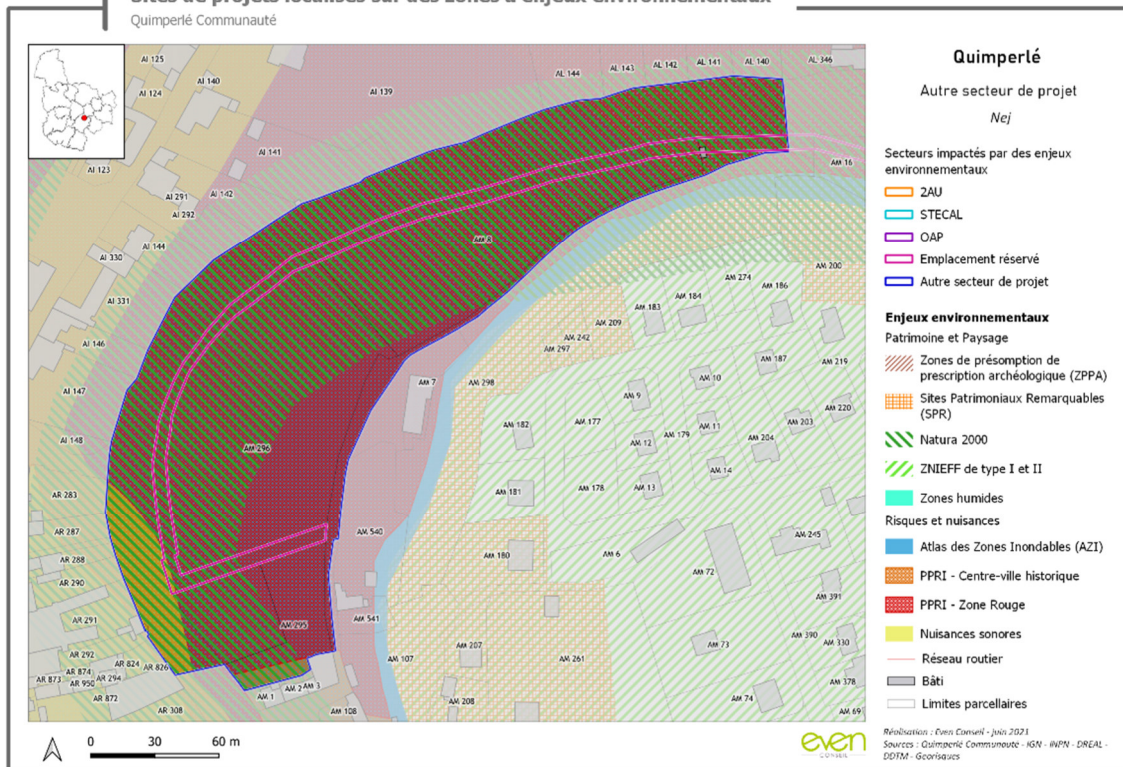 Quimperlé Communauté
Quimperlé
Autre secteur de projet
Nej
Secteurs impactés par des enjeux
environnementaux
2AU
STECAL
OAP
Emplacement réservé
Autre secteur de projet
Enjeux environnementaux
Patrimoine et Paysage
Zones de présomption de
prescription archéologique (ZPPA)
Sites Patrimoniaux Remarquables
(SPR)
Natura 2000
ZNIEFF de type I et II
Zones humides
Risques et nuisances
Atlas des Zones Inondables (AZI)
PPRI - Centre-ville historique
PPRI - Zone Rouge
Nuisances sonores
Réseau routier
Bâti
Limites parcellaires
Réalisation : Even Conseil - Juin 2021
Sources : Quimperlé Communauté - IGN - INPN - DREAL -
DDTM - Georisques
even
CONSEIL
0 30 60 m
AI 125
AI 140
AI 124
AI 139
AL 144
AL 143
AL 142
AL 141
AL 140
AL 346
AI 141
AI 123
AI 142
AI 291
AI 292
AM 16
AI 144
AI 330
AM 8
AM 200
AI 331
AM 274
AM 186
AM 184
AM 183
AM 209
AM 242
AM 297
AI 146
AM 187
AM 219
AM 7
AM 298
AM 10
AI 147
AM 9
AM 220
AM 177
AM 203
AM 182
AM 11
AM 179
AM 12
AM 204
AI 148
AM 296
AM 14
AM 13
AM 178
AM 181
AR 283
AR 287
AM 540
AM 245
AM 180
AM 6
AR 288
AM 72
AR 290
AM 391
AR 291
AM 541
AM 295
AM 390
AM 330
AM 73
AR 292
AM 207
AM 107
AM 261
AR 824
AR 826
AR 874
AR 873
AR 294
AR 950
AM 378
AM 2
AM 3
AM 1
AR 872
AM 208
AM 74
AR 308
AM 108
AM 69